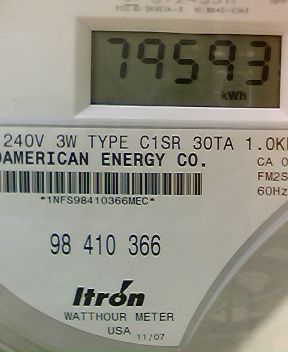 79593
kWh
240V 3W TYPE C1SR 30TA 1.0K
AMERICAN ENERGY CO.
CA 0
FM2S
60Hz
*1NFS98410366MEC*
98 410 366
Itron
WATTHOUR METER
USA 11/07